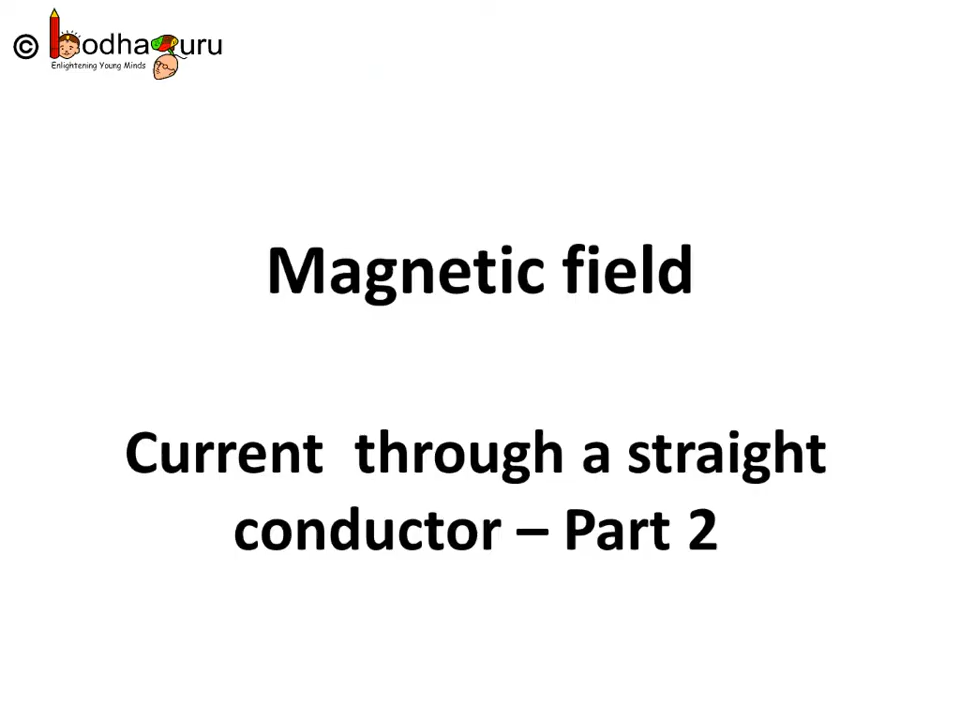 © bodhaguru
Enlightening Young Minds
Magnetic field
Current through a straight
conductor – Part 2